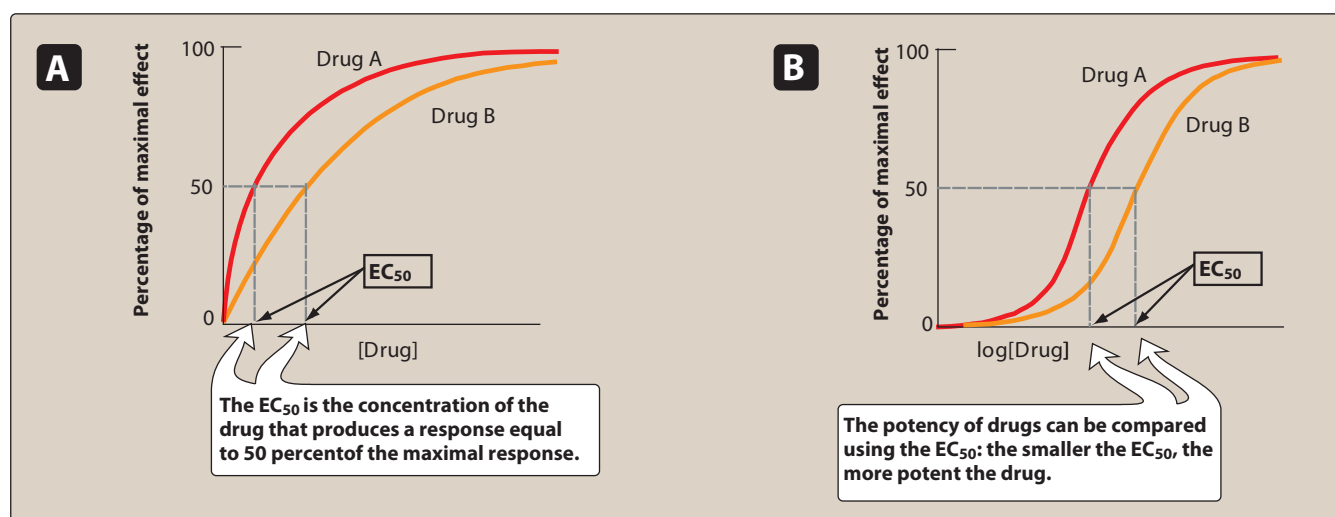 A
Percentage of maximal effect
100
50
0
Drug A
Drug B
EC50
[Drug]
The EC50 is the concentration of the
drug that produces a response equal
to 50 percentof the maximal response.
B
Percentage of maximal effect
100
50
0
Drug A
Drug B
EC50
log[Drug]
The potency of drugs can be compared
using the EC50: the smaller the EC50, the
more potent the drug.